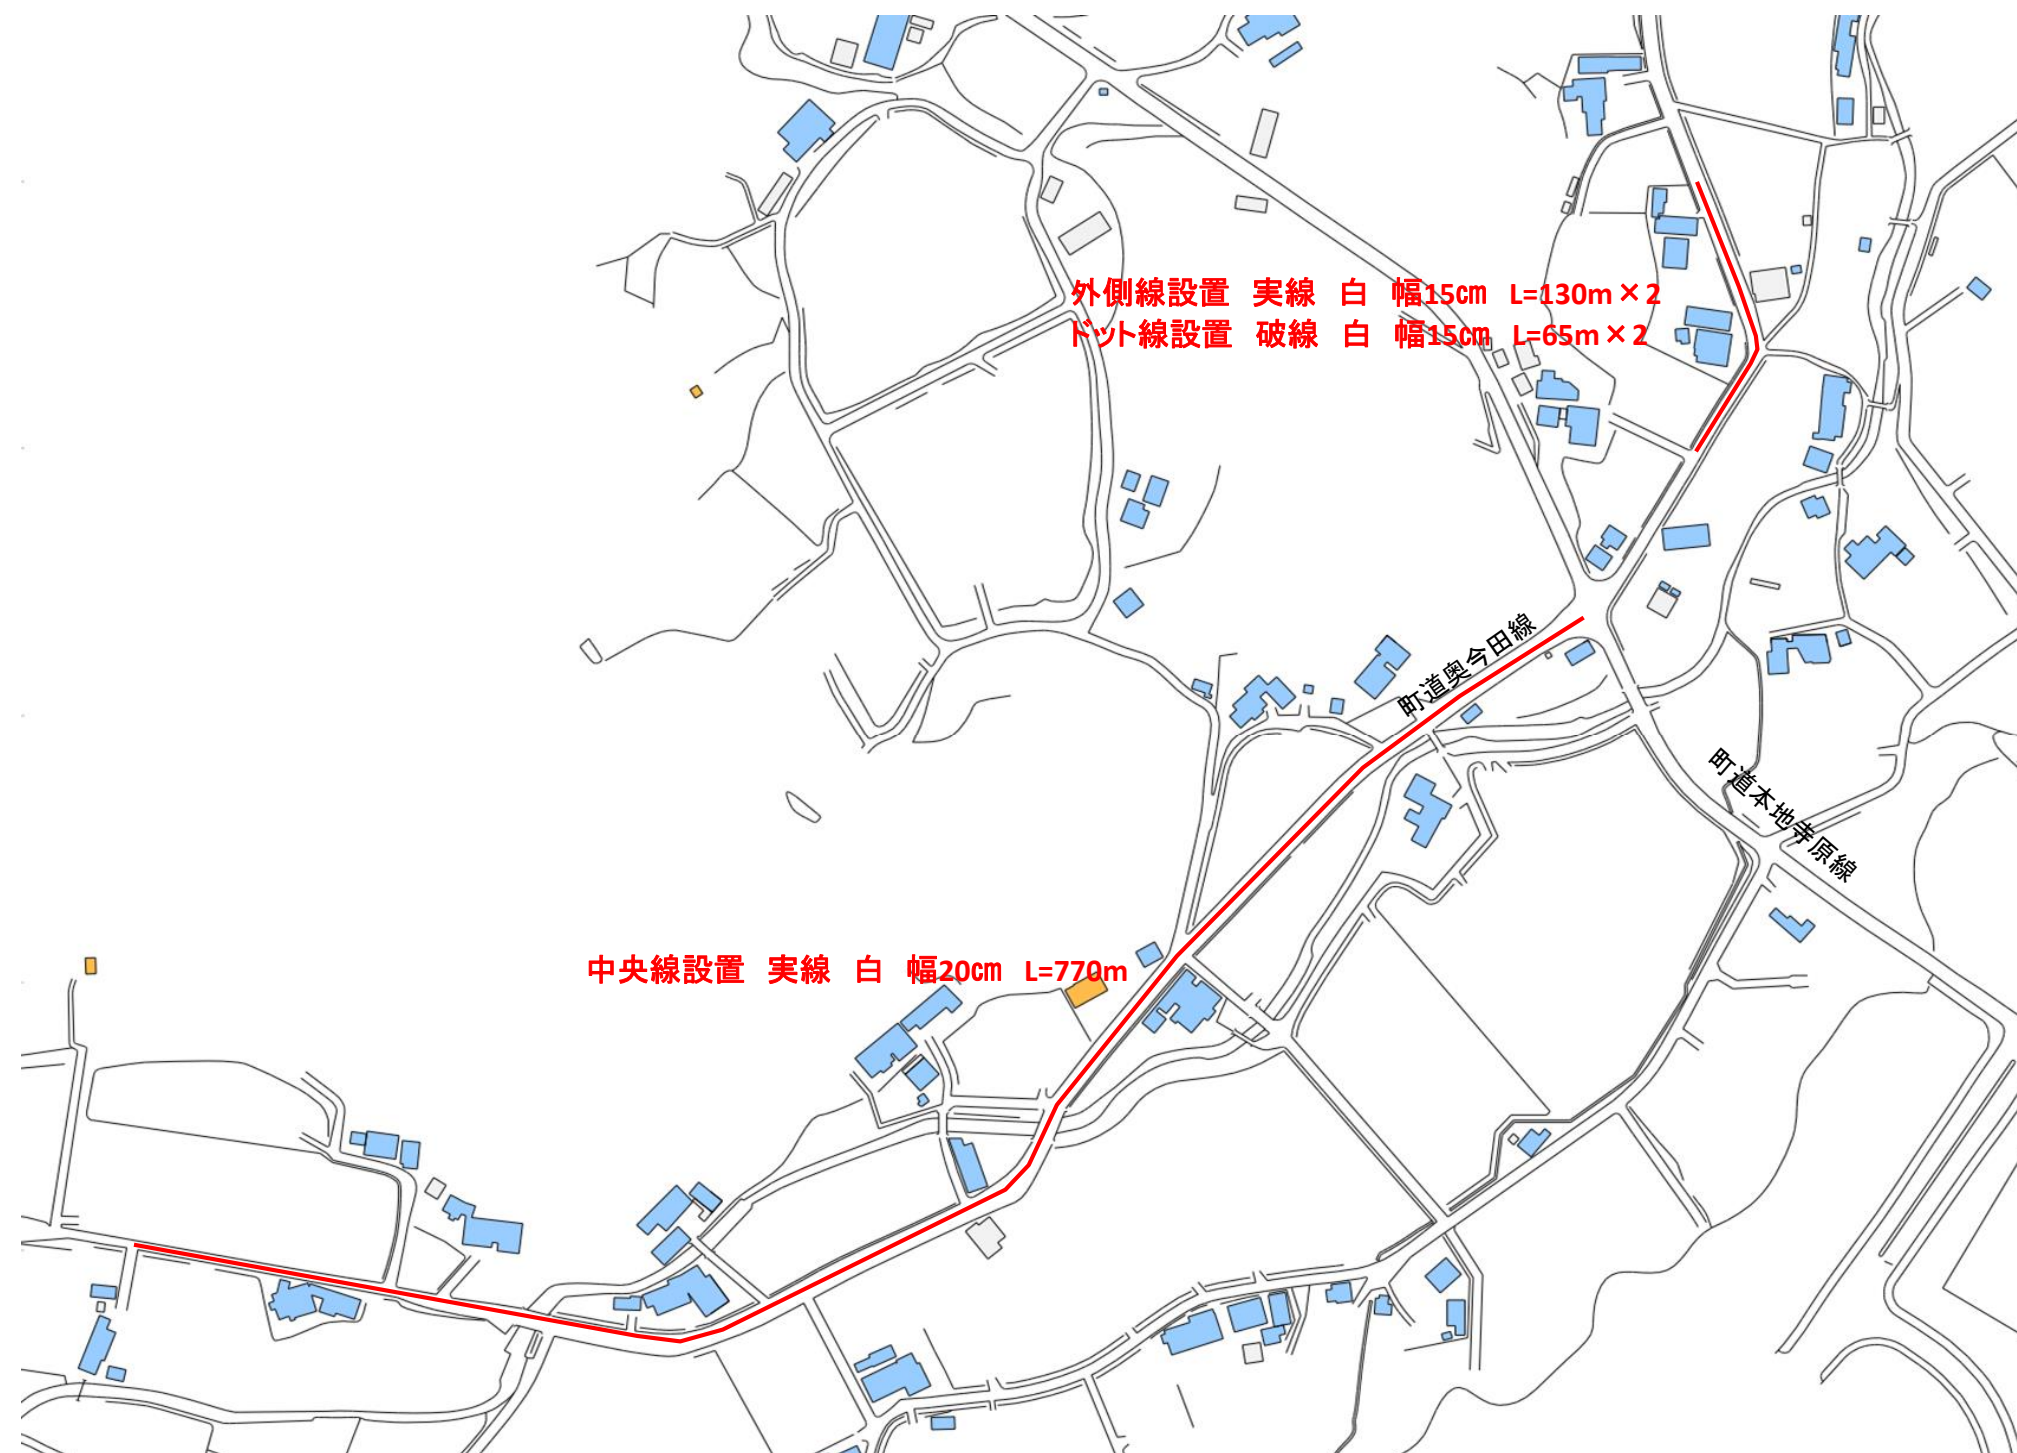 外側線設置　実線　白　幅15㎝　L=130m×2
ドット線設置　破線　白　幅15㎝　L=65m×2
町道奥今田線
町道本地寺原線
中央線設置　実線　白　幅20㎝　L=770m